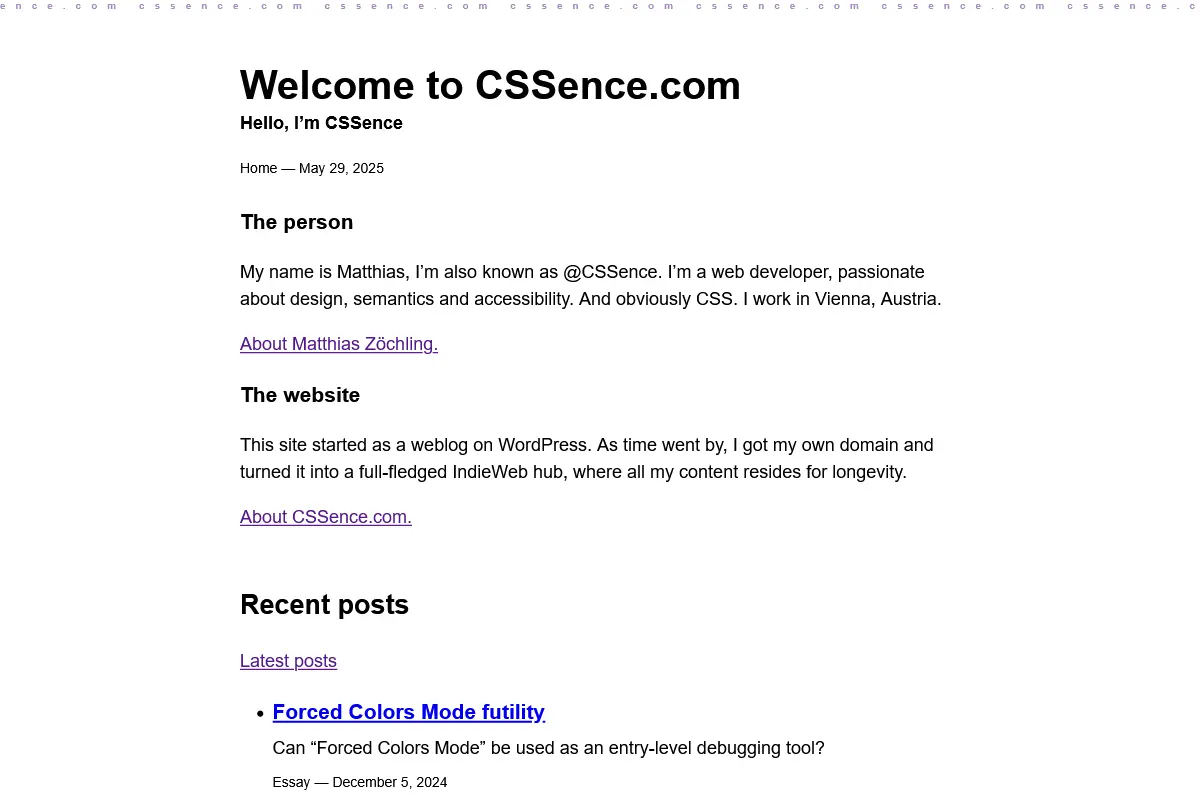 ence.com cssence.com cssence.com cssence.com cssence.com cssence.com cssence.c
Welcome to CSSence.com
Hello, I’m CSSence
Home — May 29, 2025
The person
My name is Matthias, I’m also known as @CSSence. I’m a web developer, passionate
about design, semantics and accessibility. And obviously CSS. I work in Vienna, Austria.
About Matthias Zöchling.
The website
This site started as a weblog on WordPress. As time went by, I got my own domain and
turned it into a full-fledged IndieWeb hub, where all my content resides for longevity.
About CSSence.com.
Recent posts
Latest posts
• Forced Colors Mode futility
Can “Forced Colors Mode” be used as an entry-level debugging tool?
Essay — December 5, 2024